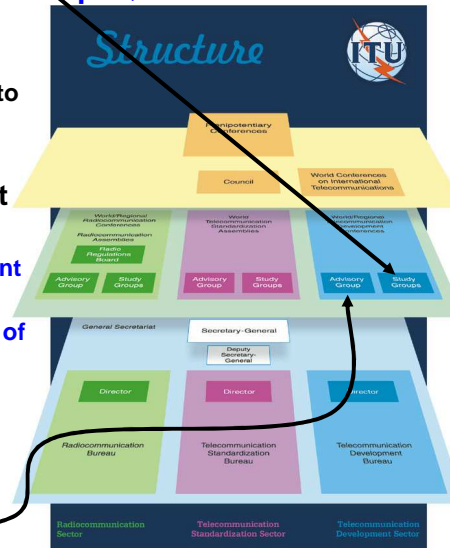 Structure
ITU
to
Plenipotentiary
Conferences
Council
World Conferences
on International
Telecommunications
t
World/Regional
Radiocommunication
Conferences
Radiocommunication
Assemblies
Radio
Regulations
Board
Advisory
Group
Study
Groups
World
Telecommunication
Standardization
Assemblies
Advisory
Group
Study
Groups
World/Regional
Telecommunication
Development
Conferences
Advisory
Group
Study
Groups
nt
of
General Secretariat
Secretary-General
Deputy
Secretary-
General
Director
Radiocommunication
Bureau
Director
Telecommunication
Standardization
Bureau
Director
Telecommunication
Development
Bureau
Radiocommunication
Sector
Telecommunication
Standardization Sector
Telecommunication
Development Sector